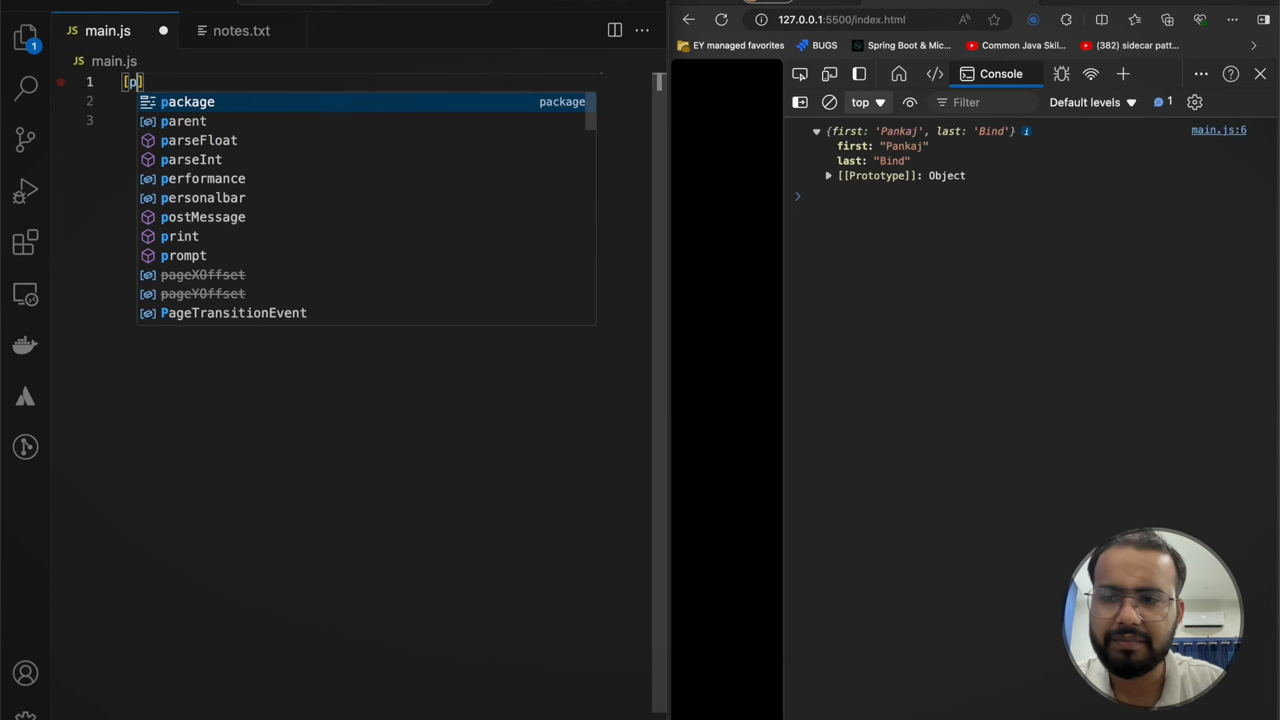 JS main.js
notes.txt
JS main.js
1
[p]
2
3
package
package
parent
parseFloat
parseInt
performance
personalbar
postMessage
print
prompt
pageXOffset
pageYOffset
PageTransitionEvent
1
127.0.0.1:5500/index.html
EY managed favorites
BUGS
Spring Boot & Mic...
Common Java Skil...
(382) sidecar patt...
Console
top
Filter
Default levels
1
{first: 'Pankaj', last: 'Bind'}
main.js:6
first: "Pankaj"
last: "Bind"
[[Prototype]]: Object